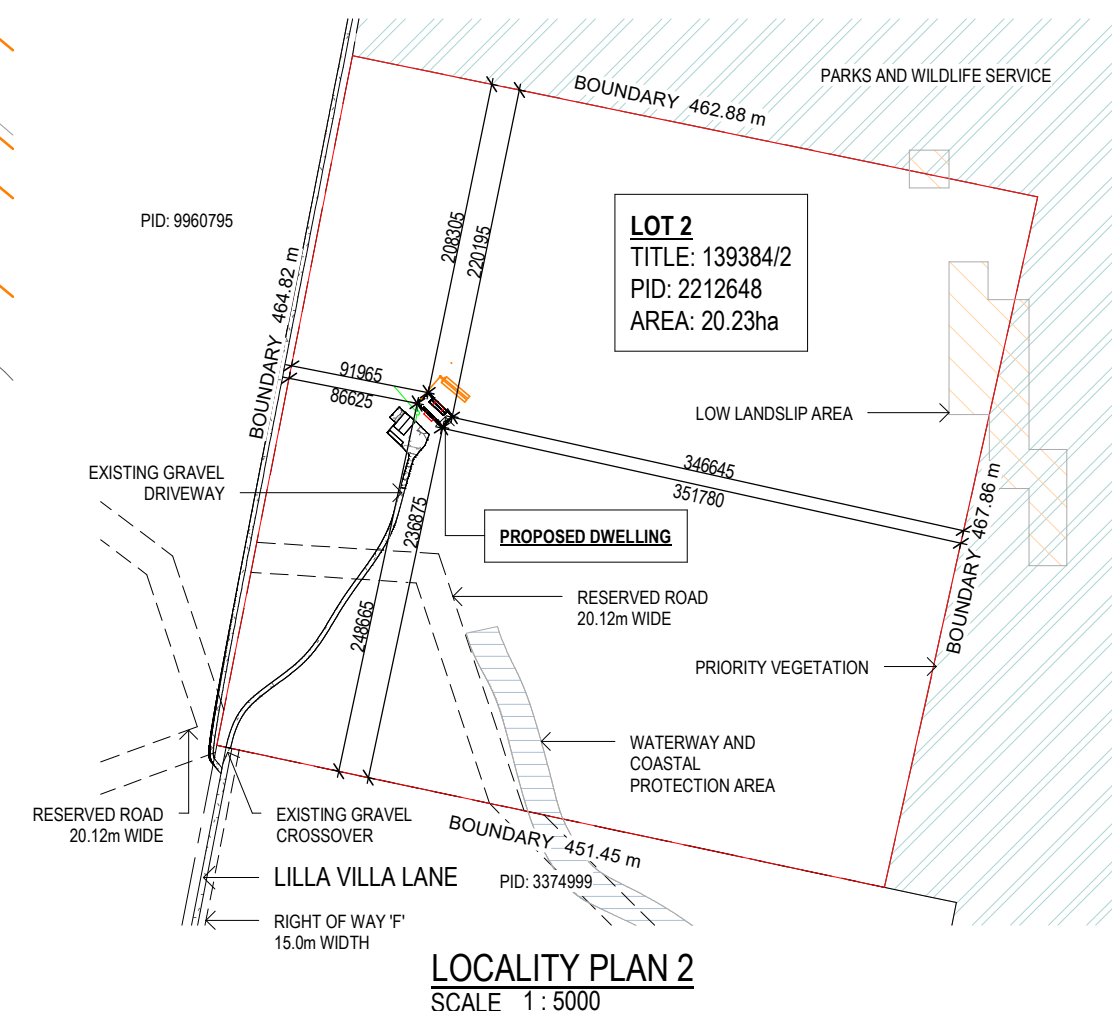 PARKS AND WILDLIFE SERVICE
BOUNDARY 462.88 m
PID: 9960795
LOT 2
TITLE: 139384/2
PID: 2212648
AREA: 20.23ha
208305
220195
BOUNDARY 464.82 m
91965
86625
LOW LANDSLIP AREA
346645
351780
EXISTING GRAVEL
DRIVEWAY
236875
PROPOSED DWELLING
BOUNDARY 467.86 m
RESERVED ROAD
20.12m WIDE
248665
PRIORITY VEGETATION
WATERWAY AND
COASTAL
PROTECTION AREA
RESERVED ROAD
20.12m WIDE
EXISTING GRAVEL
CROSSOVER
BOUNDARY 451.45 m
LILLA VILLA LANE
PID: 3374999
RIGHT OF WAY 'F'
15.0m WIDTH
LOCALITY PLAN 2
SCALE 1 : 5000